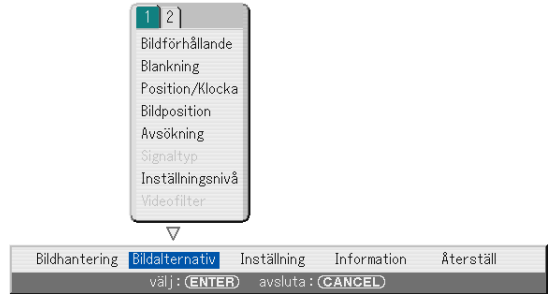 1 2
Bildförhållande
Blankning
Position/Klocka
Bildposition
Avsökning
Signaltyp
Inställningsnivå
Videofilter
Bildhantering Bildalternativ Inställning Information Återställ
välj:(ENTER) avsluta:(CANCEL)